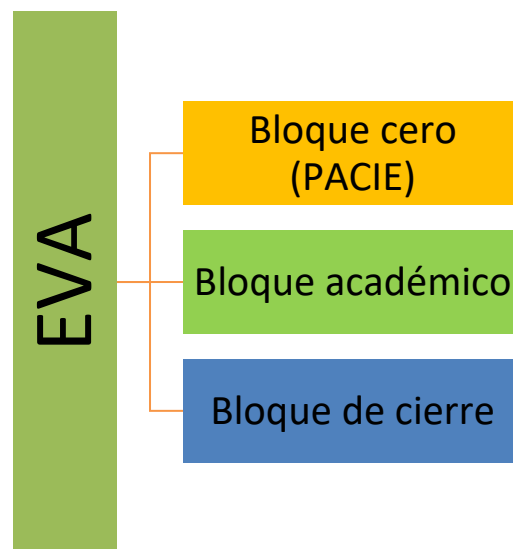 EVA
Bloque cero
(PACIE)
Bloque académico
Bloque de cierre